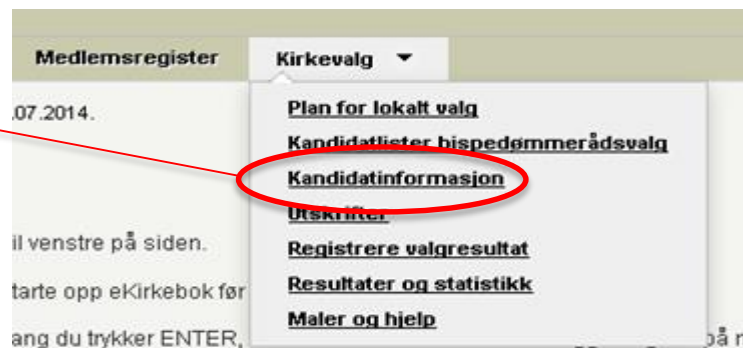 Medlemsregister Kirkevalg
.07.2014.
Plan for lokalt valg
Kandidatlister bispedømmerådsvalg
Kandidatinformasjon
Utskrifter
il venstre på siden.
Registrere valgresultat
tarte opp eKirkebok før
Resultater og statistikk
Maler og hjelp
ang du trykker ENTER,